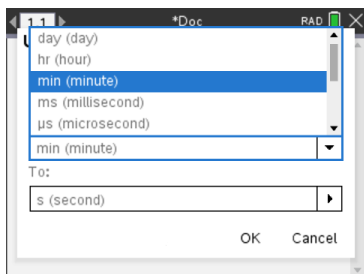 1.1 *Doc RAD
day (day)
hr (hour)
min (minute)
ms (millisecond)
µs (microsecond)
min (minute)
To:
s (second)
OK Cancel